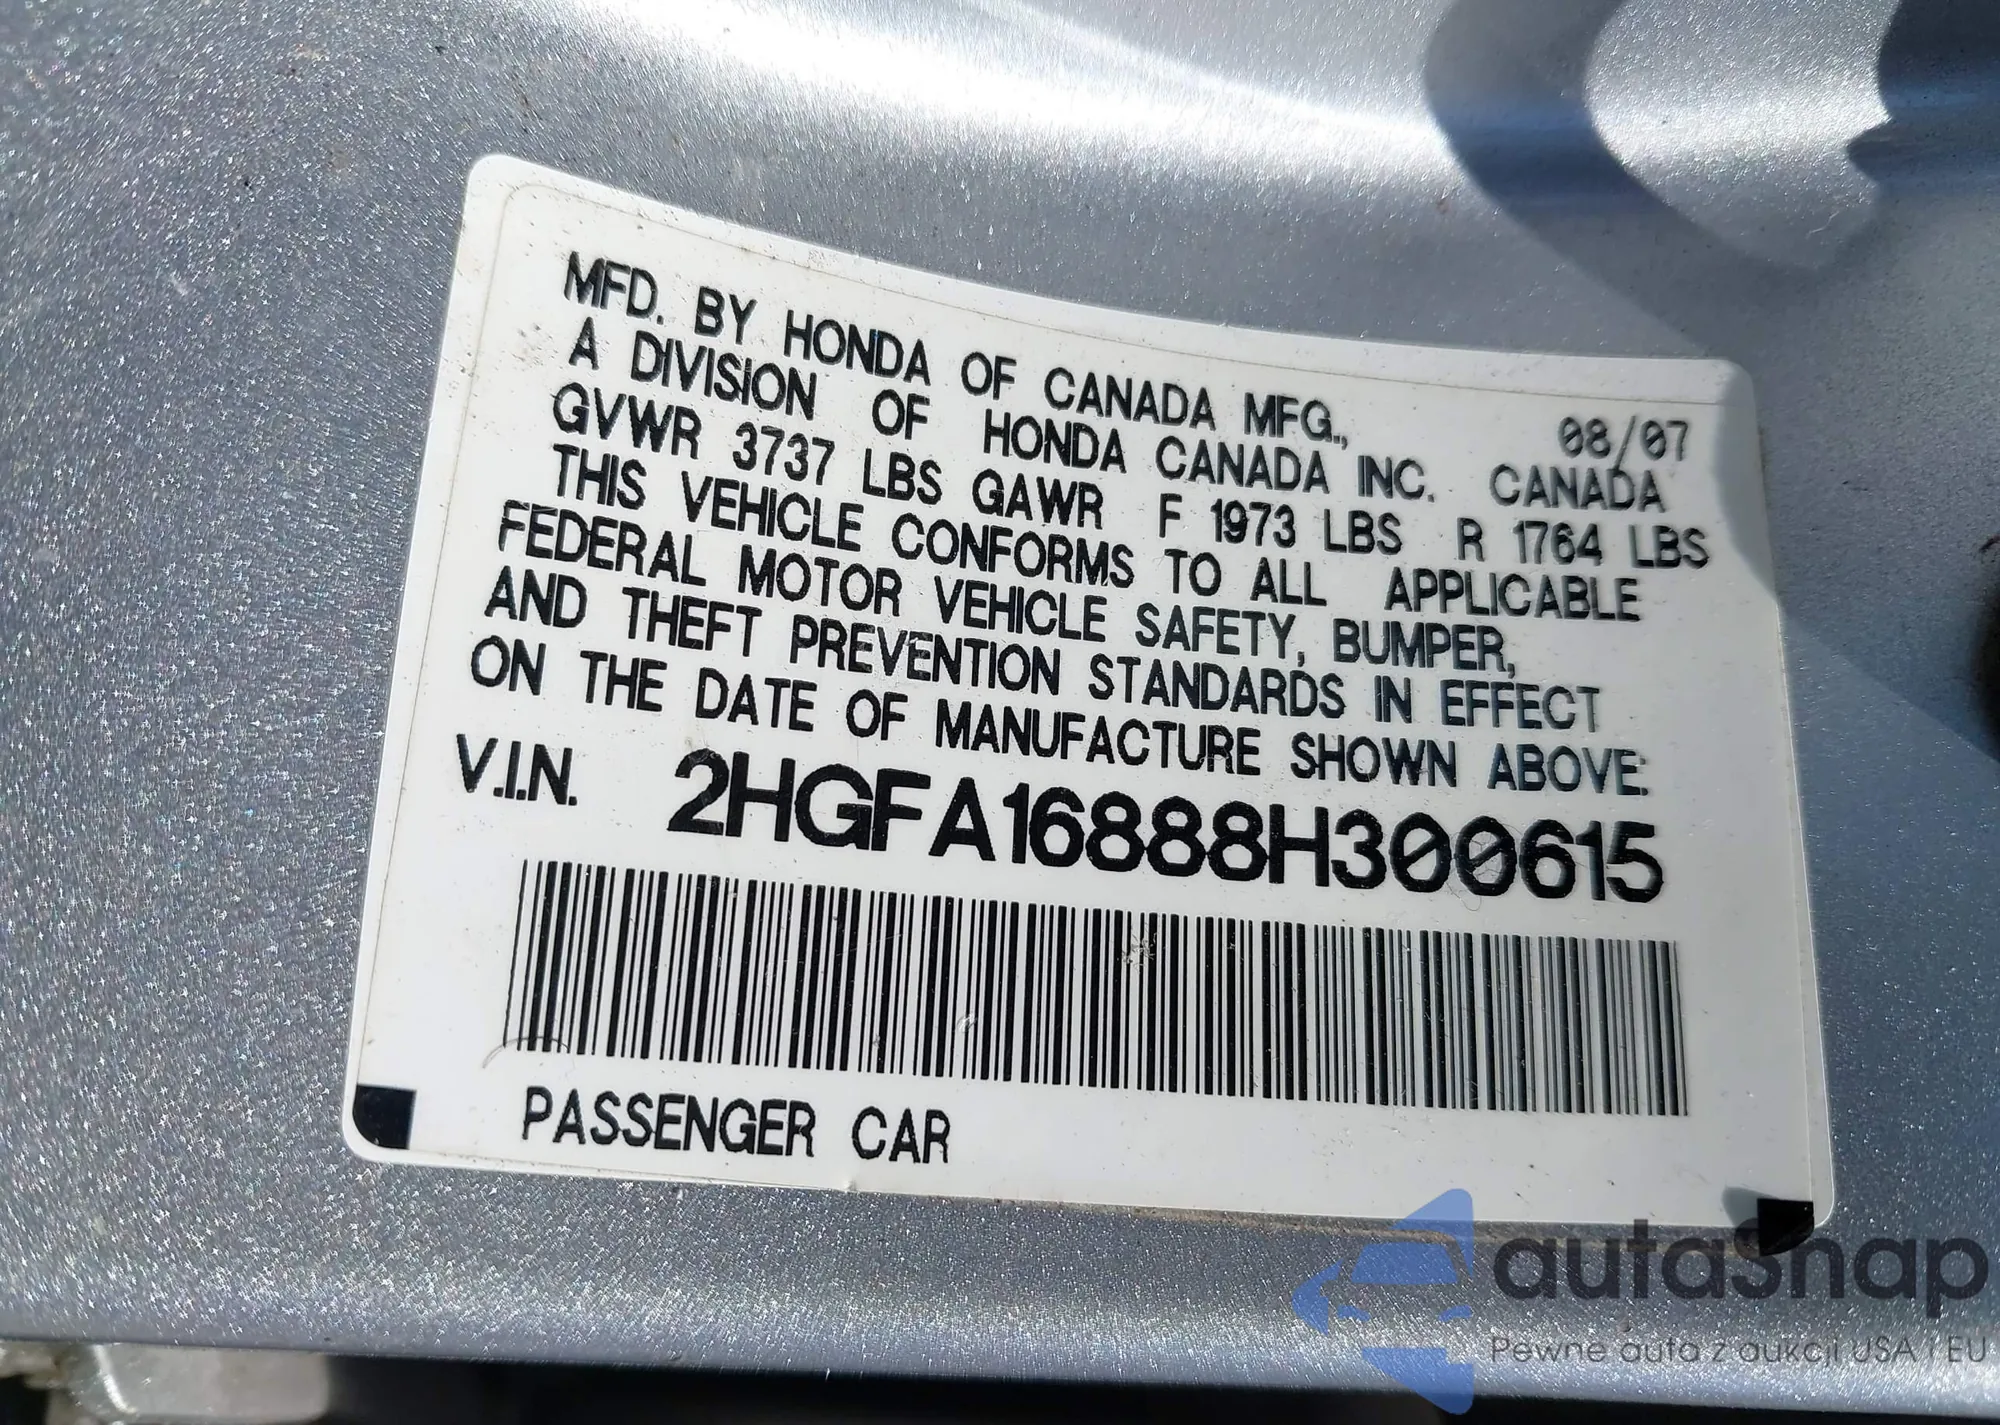 MFD. BY HONDA OF CANADA MFG., 08/07
A DIVISION OF HONDA CANADA INC. CANADA
GVWR 3737 LBS GAWR F 1973 LBS R 1764 LBS
THIS VEHICLE CONFORMS TO ALL APPLICABLE
FEDERAL MOTOR VEHICLE SAFETY, BUMPER,
AND THEFT PREVENTION STANDARDS IN EFFECT
ON THE DATE OF MANUFACTURE SHOWN ABOVE.
V.I.N. 2HGFA16888H300615
PASSENGER CAR
autasnap
Pewne auta z aukcji USA i EU